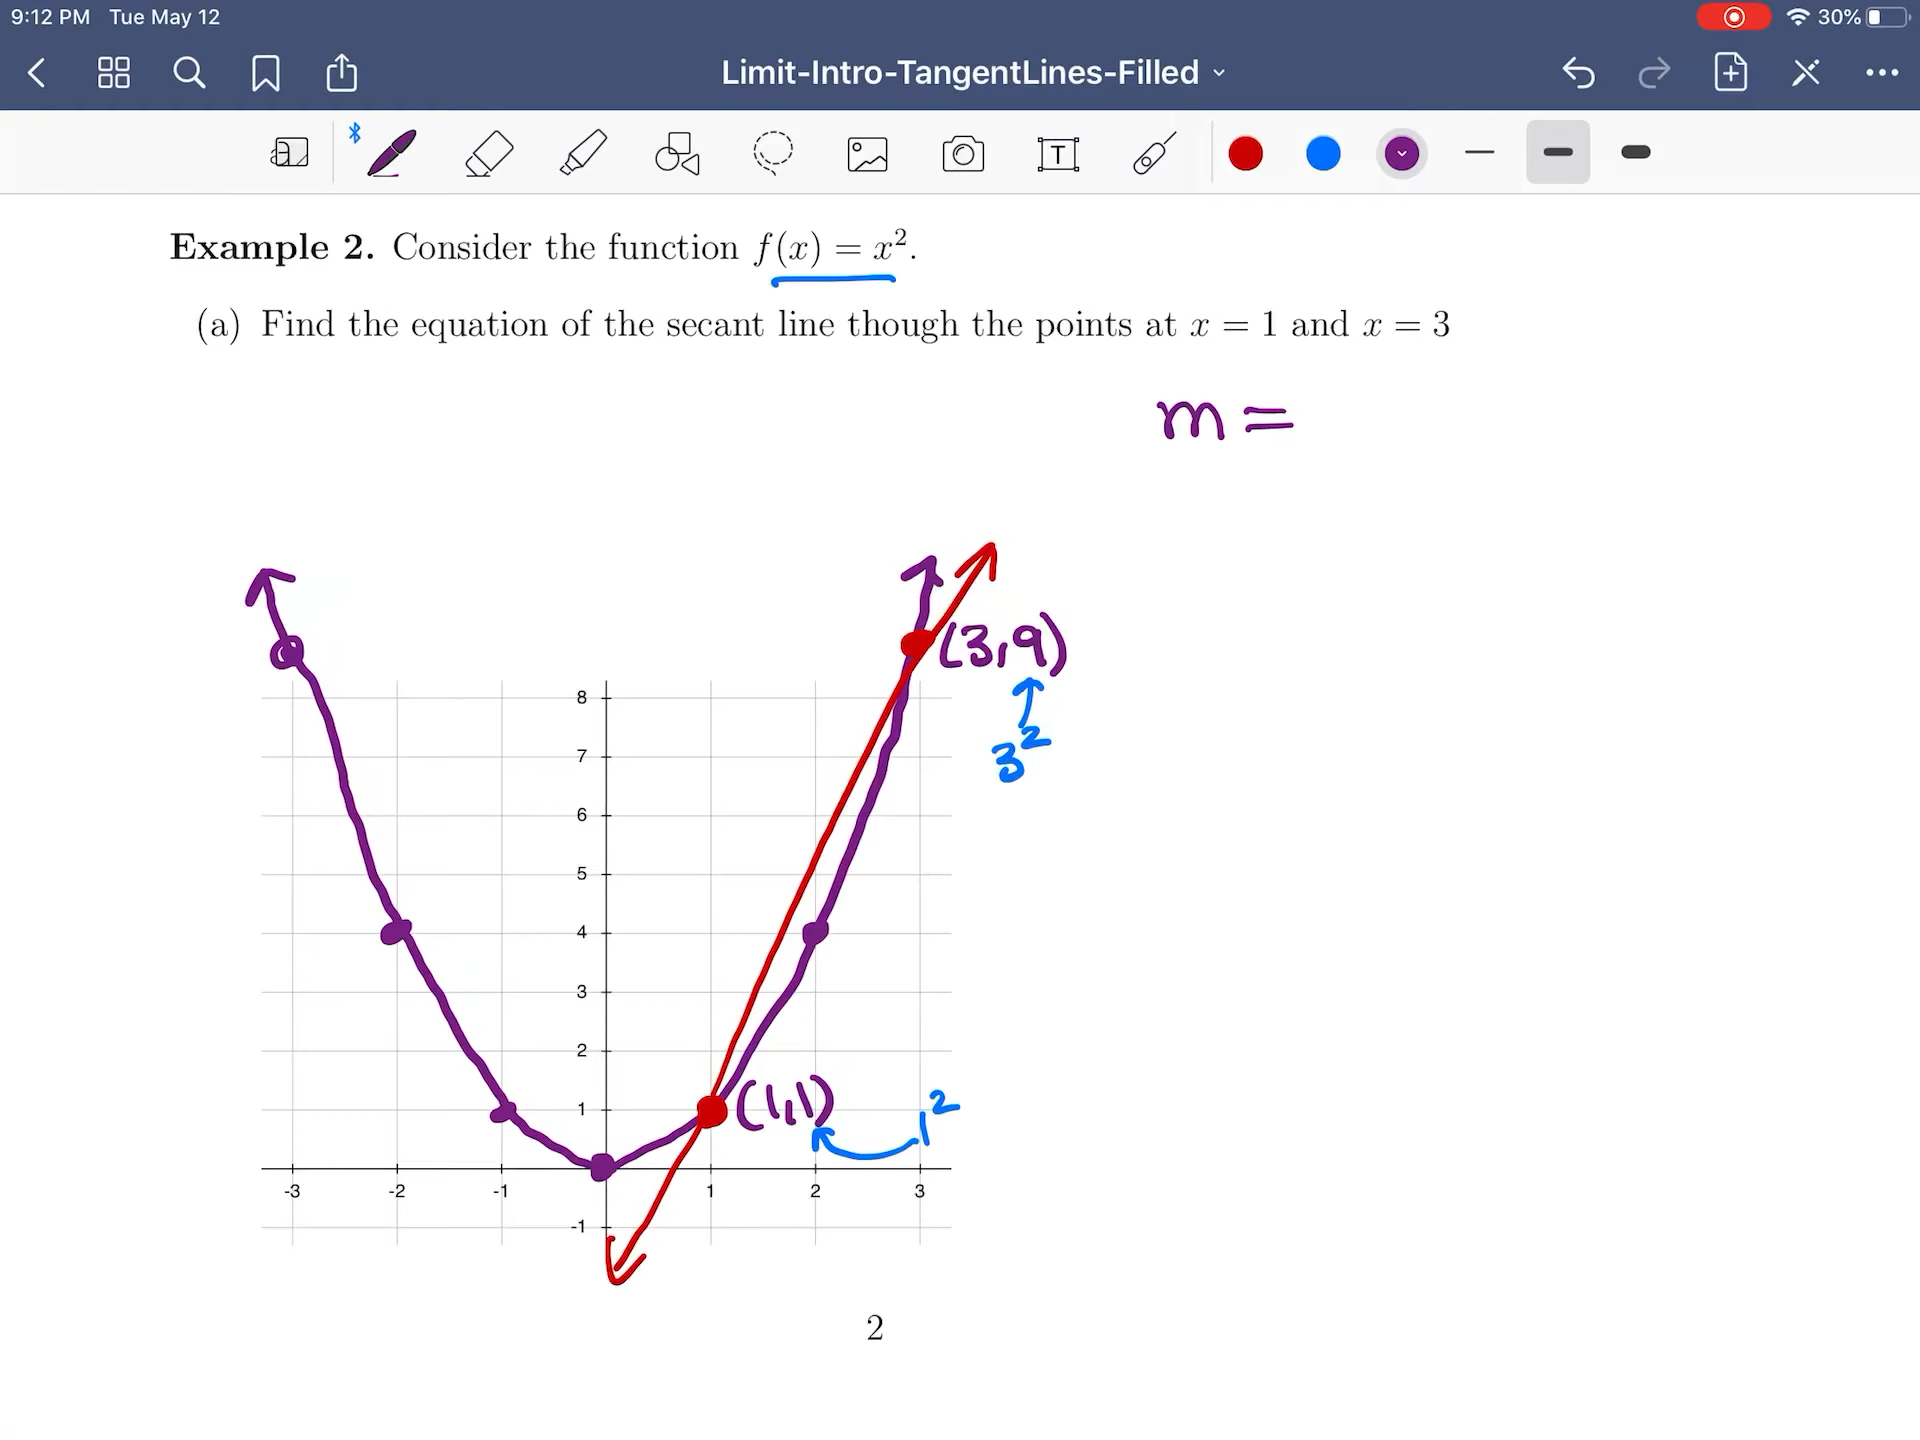 9:12 PM Tue May 12
30%
Limit-Intro-TangentLines-Filled
T
Example 2. Consider the function f(x) = x².
(a) Find the equation of the secant line though the points at x = 1 and x = 3
m =
(3,9)
3²
8
7
6
5
4
3
2
1
(1,1)
1²
-3 -2 -1 1 2 3
-1
2